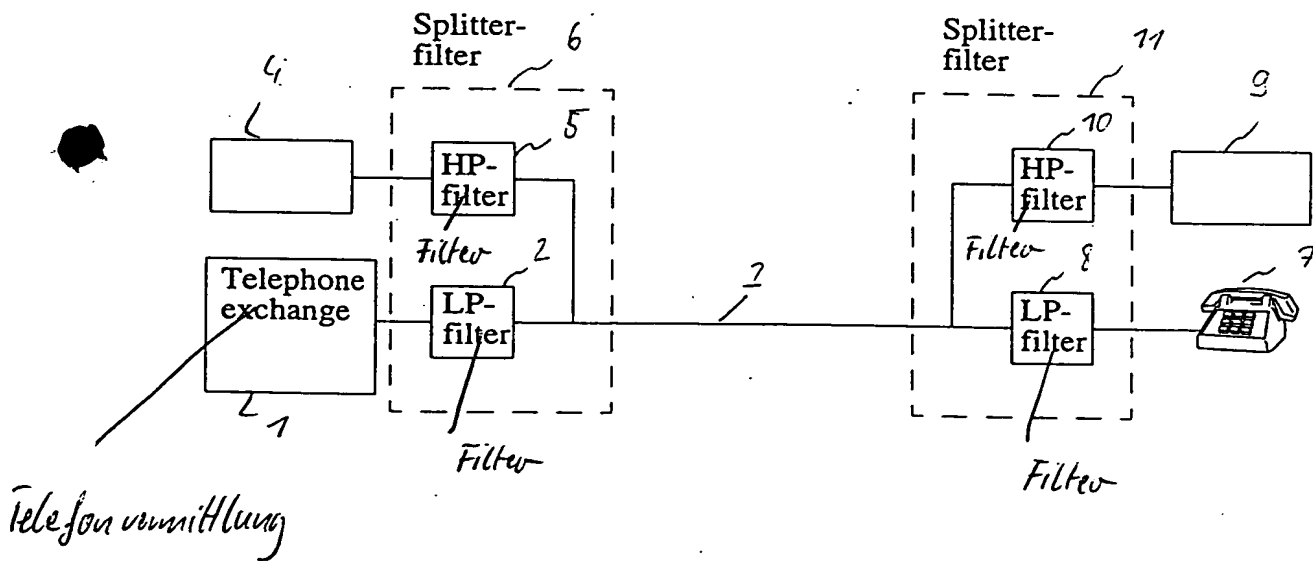 Splitter-
filter
6
4
5
HP-
filter
Filter
Telephone
exchange
1
2
LP-
filter
Filter
Telefonvermittlung
Splitter-
filter
11
10
HP-
filter
Filter
9
8
LP-
filter
Filter
7